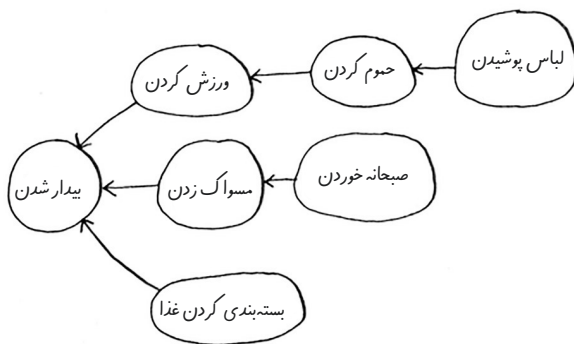 لباس پوشیدن
حموم کردن
ورزش کردن
صبحانه خوردن
مسواک زدن
بیدار شدن
بسته‌بندی کردن غذا